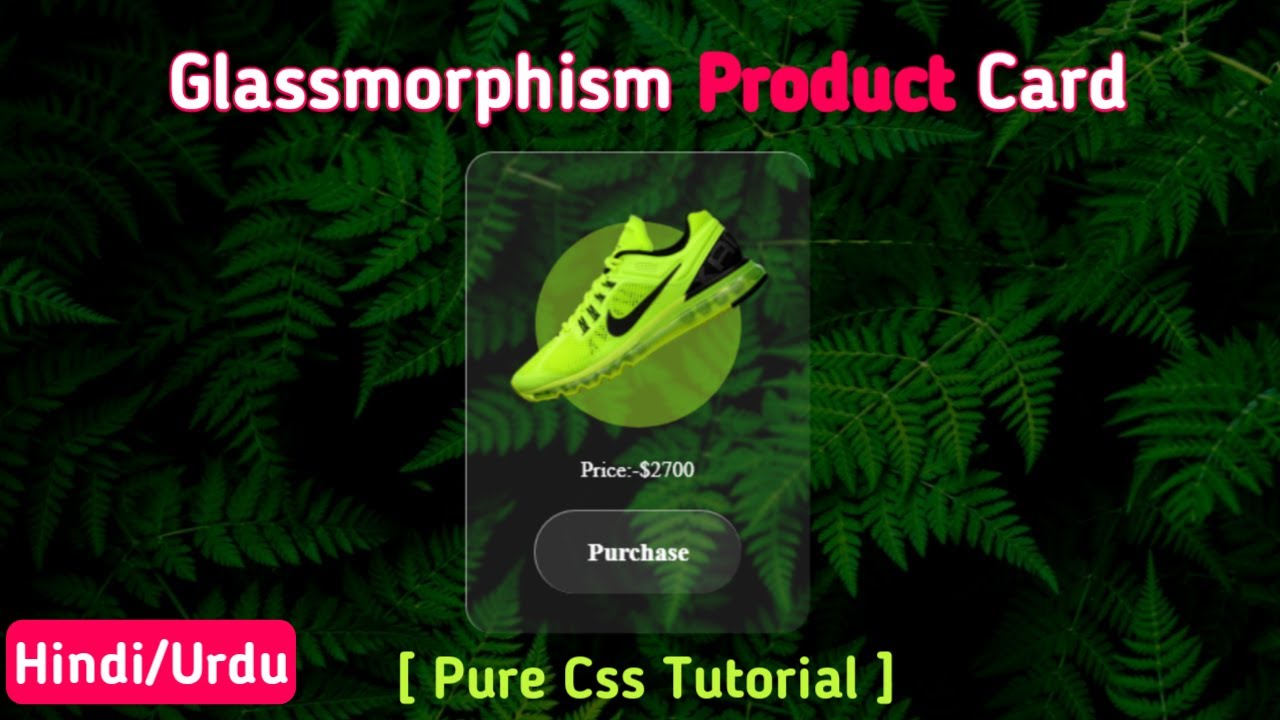 Glassmorphism Product Card
Price:-$2700
Purchase
Hindi/Urdu
[ Pure Css Tutorial ]